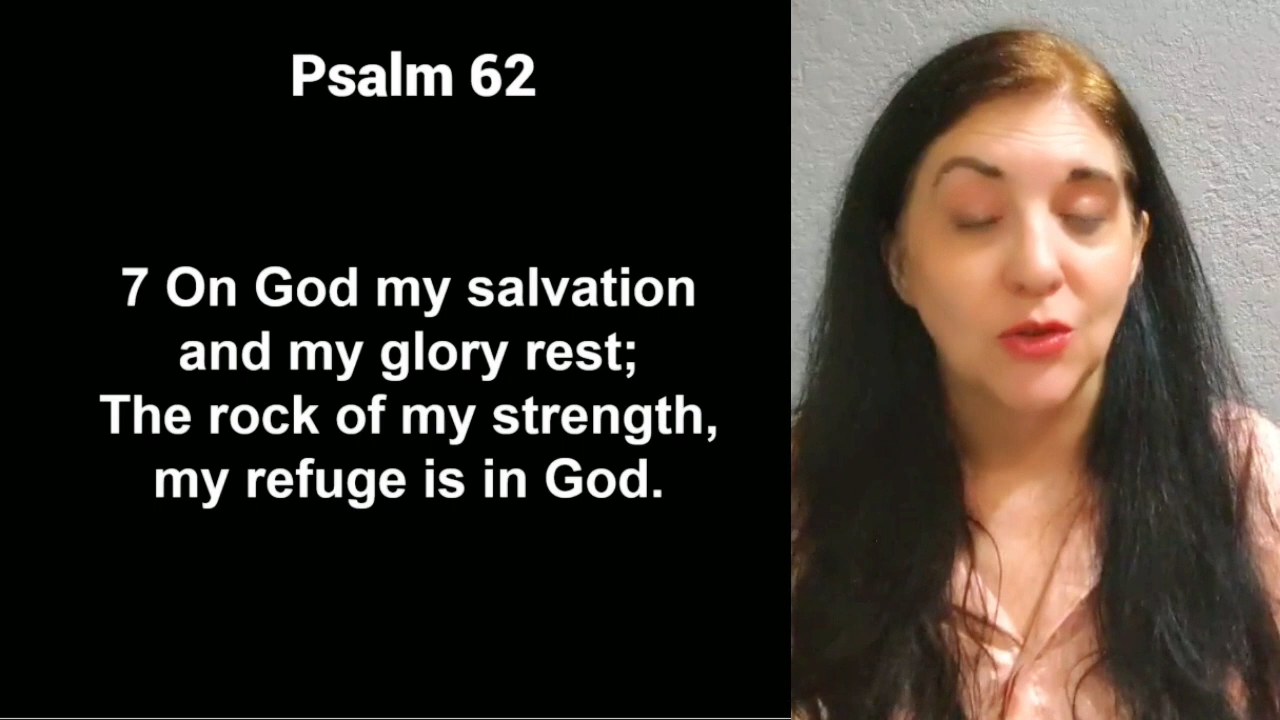 Psalm 62
7 On God my salvation
and my glory rest;
The rock of my strength,
my refuge is in God.